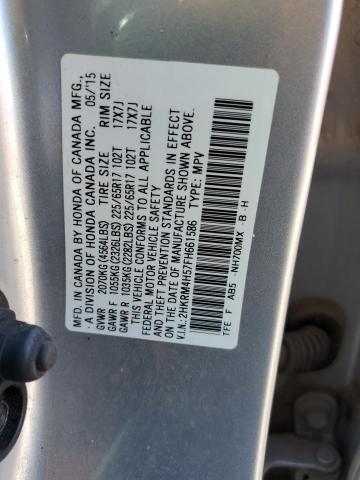 MFD. IN CANADA BY HONDA OF CANADA MFG.,
A DIVISION OF HONDA CANADA INC. 05/15
GVWR 2070KG(4564LBS) TIRE SIZE RIM SIZE
GAWR F 1055KG(2326LBS) 225/65R17 102T 17X7J
GAWR R 1035KG(2282LBS) 225/65R17 102T 17X7J
THIS VEHICLE CONFORMS TO ALL APPLICABLE
FEDERAL MOTOR VEHICLE SAFETY
AND THEFT PREVENTION STANDARDS IN EFFECT
ON THE DATE OF MANUFACTURE SHOWN ABOVE.
V.I.N.: 2HKRM4H57FH661586 TYPE: MPV
TFE F AB5 -NH700MX -B -H